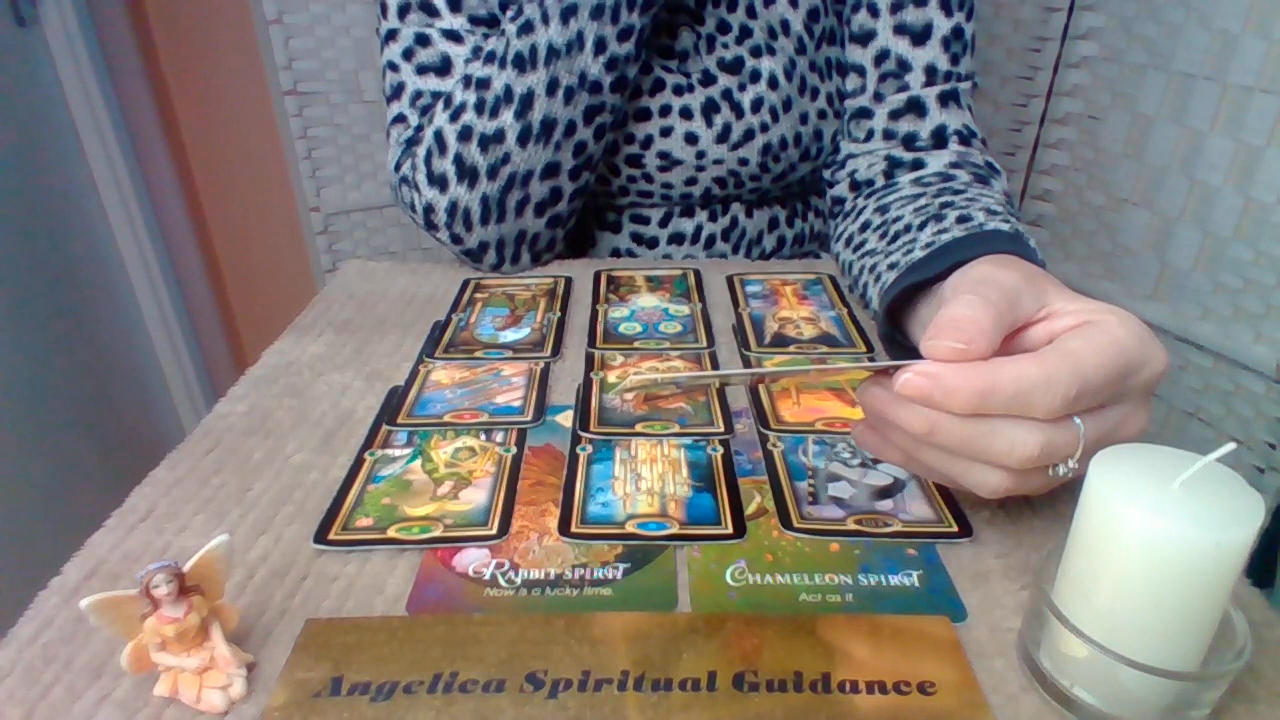 RABBIT SPIRIT
Now is a lucky time.
CHAMELEON SPIRIT
Act as if
Angelica Spiritual Guidance